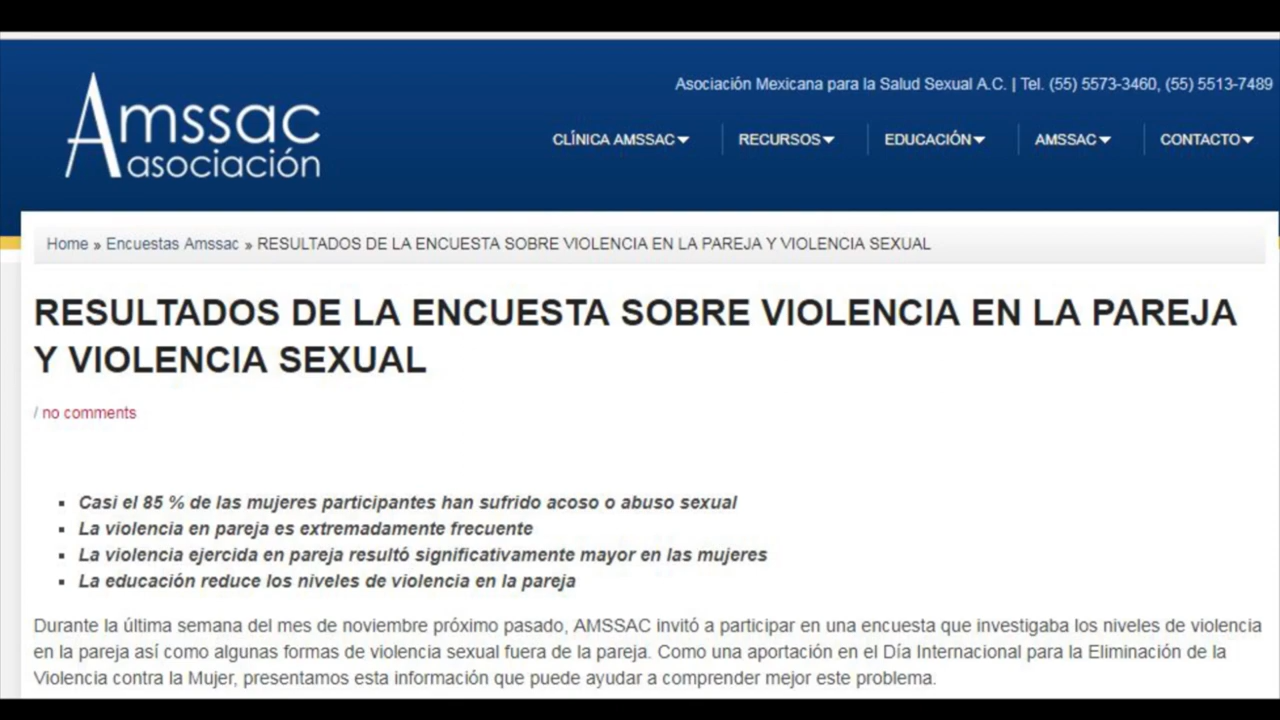 Amssac
asociación
Asociación Mexicana para la Salud Sexual A.C. | Tel. (55) 5573-3460, (55) 5513-7489
CLÍNICA AMSSAC RECURSOS EDUCACIÓN AMSSAC CONTACTO
Home » Encuestas Amssac » RESULTADOS DE LA ENCUESTA SOBRE VIOLENCIA EN LA PAREJA Y VIOLENCIA SEXUAL
RESULTADOS DE LA ENCUESTA SOBRE VIOLENCIA EN LA PAREJA
Y VIOLENCIA SEXUAL
/ no comments
▪ Casi el 85 % de las mujeres participantes han sufrido acoso o abuso sexual
▪ La violencia en pareja es extremadamente frecuente
▪ La violencia ejercida en pareja resultó significativamente mayor en las mujeres
▪ La educación reduce los niveles de violencia en la pareja
Durante la última semana del mes de noviembre próximo pasado, AMSSAC invitó a participar en una encuesta que investigaba los niveles de violencia
en la pareja así como algunas formas de violencia sexual fuera de la pareja. Como una aportación en el Día Internacional para la Eliminación de la
Violencia contra la Mujer, presentamos esta información que puede ayudar a comprender mejor este problema.